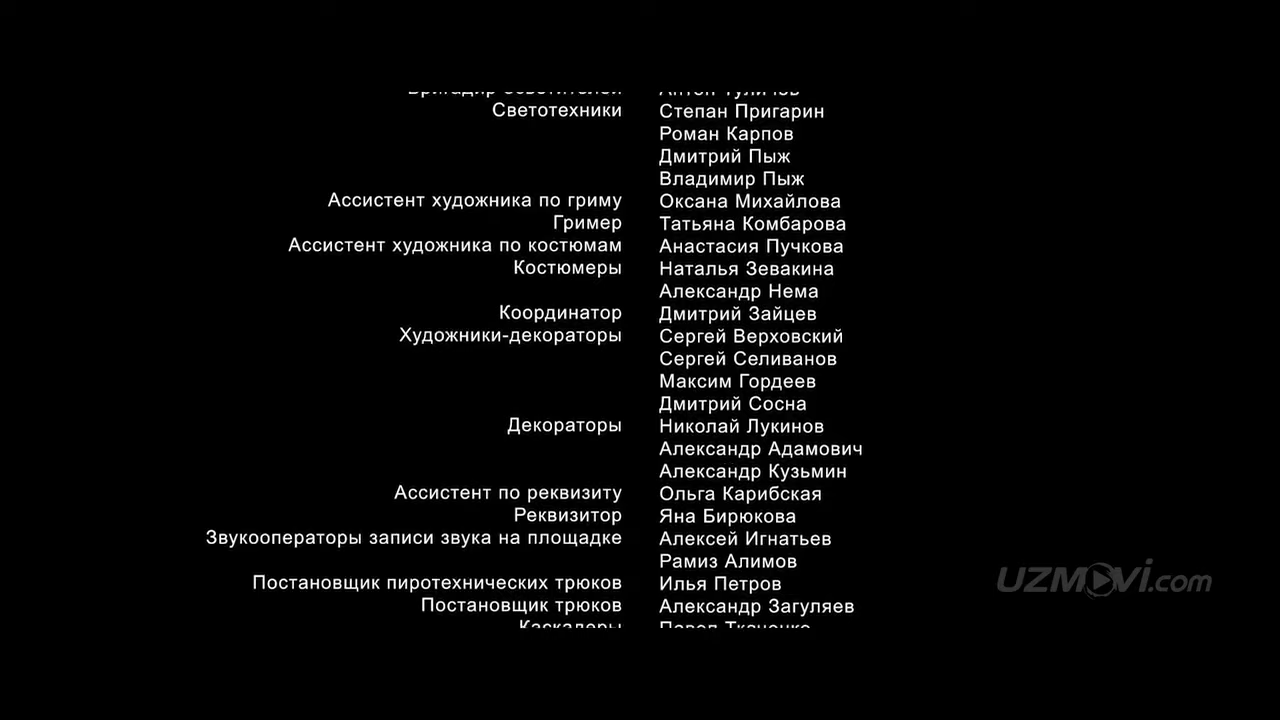 Светотехники Степан Пригарин
Роман Карпов
Дмитрий Пыж
Владимир Пыж
Ассистент художника по гриму Оксана Михайлова
Гример Татьяна Комбарова
Ассистент художника по костюмам Анастасия Пучкова
Костюмеры Наталья Зевакина
Александр Нема
Координатор Дмитрий Зайцев
Художники-декораторы Сергей Верховский
Сергей Селиванов
Максим Гордеев
Дмитрий Сосна
Декораторы Николай Лукинов
Александр Адамович
Александр Кузьмин
Ассистент по реквизиту Ольга Карибская
Реквизитор Яна Бирюкова
Звукооператоры записи звука на площадке Алексей Игнатьев
Рамиз Алимов
Постановщик пиротехнических трюков Илья Петров
Постановщик трюков Александр Загуляев
Каскадеры Павел Ткаченко
UZMOVi.com